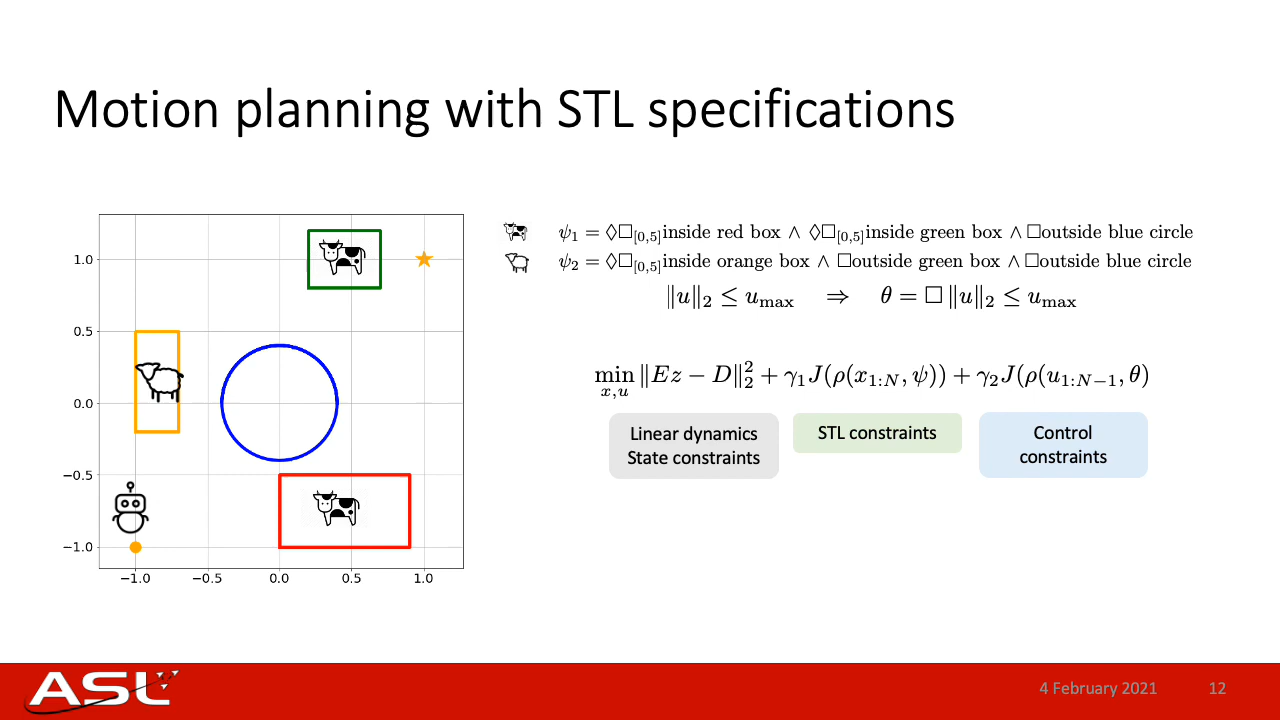 Motion planning with STL specifications
ψ₁ = ◊□[0,5]inside red box ∧ ◊□[0,5]inside green box ∧ □outside blue circle
ψ₂ = ◊□[0,5]inside orange box ∧ □outside green box ∧ □outside blue circle
‖u‖₂ ≤ u_max ⇒ θ = □ ‖u‖₂ ≤ u_max
min_{x,u} ‖Ez − D‖₂² + γ₁J(ρ(x_{1:N}, ψ)) + γ₂J(ρ(u_{1:N−1}, θ)
Linear dynamics
State constraints
STL constraints
Control
constraints
1.0
0.5
0.0
−0.5
−1.0
−1.0 −0.5 0.0 0.5 1.0
ASL
4 February 2021 12